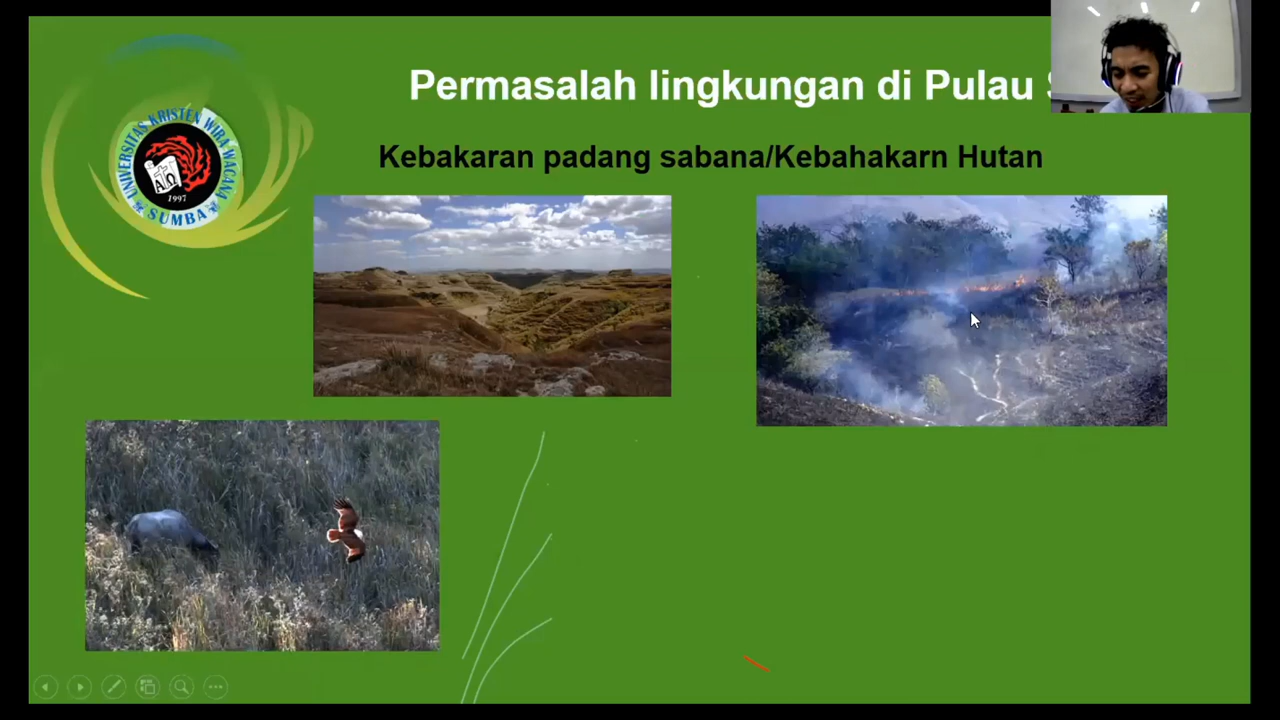 Permasalah lingkungan di Pulau
Kebakaran padang sabana/Kebahakarn Hutan
UNIVERSITAS KRISTEN WIRA WACANA
SUMBA
1997
A Ω